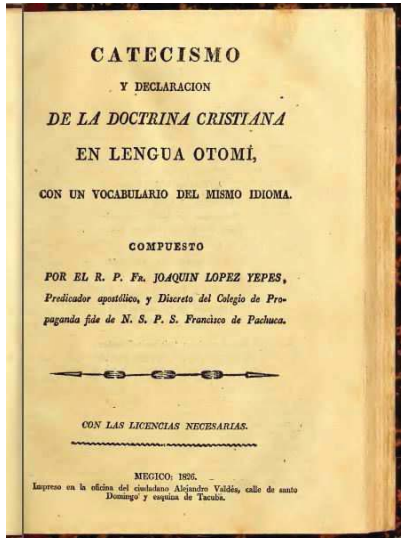 CATECISMO
Y DECLARACION
DE LA DOCTRINA CRISTIANA
EN LENGUA OTOMÍ,
CON UN VOCABULARIO DEL MISMO IDIOMA.
COMPUESTO
POR EL R. P. FR. JOAQUIN LOPEZ YEPES,
Predicador apostólico, y Discreto del Colegio de Pro-
paganda fide de N. S. P. S. Francisco de Pachuca.
CON LAS LICENCIAS NECESARIAS.
MEGICO: 1826.
Impreso en la oficina del ciudadano Alejandro Valdés, calle de santo
Domingo y esquina de Tacuba.